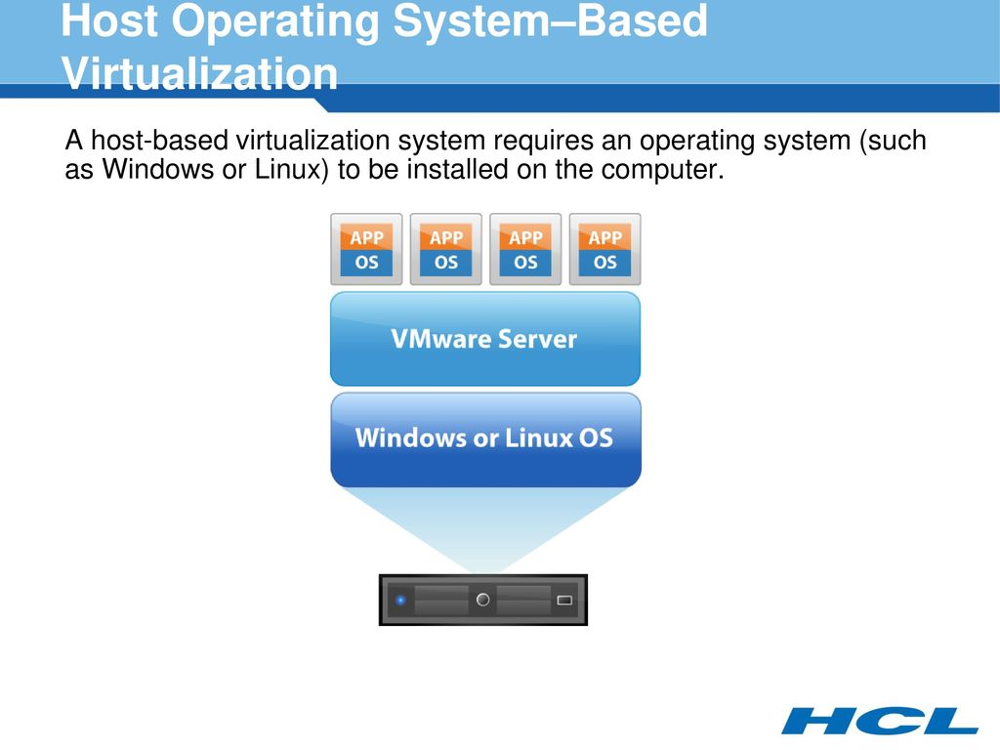 Host Operating System–Based
Virtualization
A host-based virtualization system requires an operating system (such
as Windows or Linux) to be installed on the computer.
APP APP APP APP
OS OS OS OS
VMware Server
Windows or Linux OS
HCL